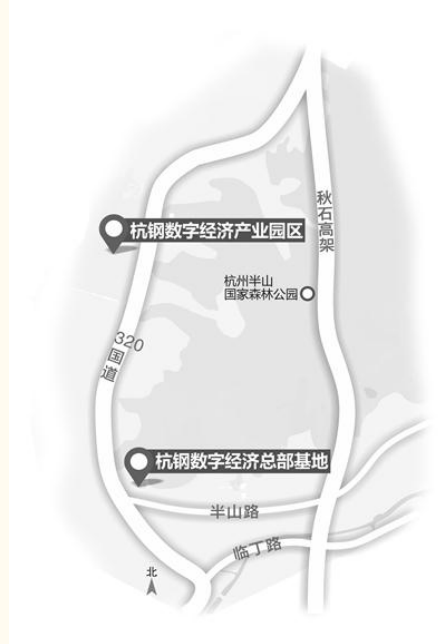 秋石高架
杭钢数字经济产业园区
杭州半山
国家森林公园
320
国道
杭钢数字经济总部基地
半山路
临丁路
北